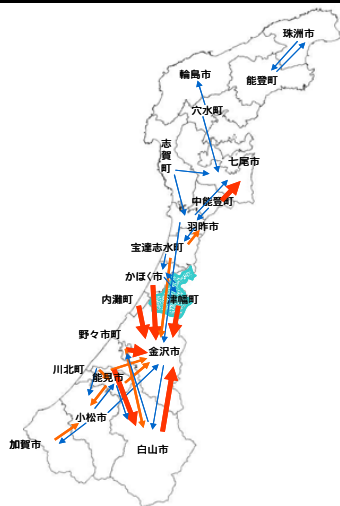 珠洲市
輪島市
能登町
穴水町
志
賀
町
七尾市
中能登町
羽昨市
宝達志水町
かほく市
内灘町
津幡町
野々市町
金沢市
川北町
能見市
小松市
加賀市
白山市